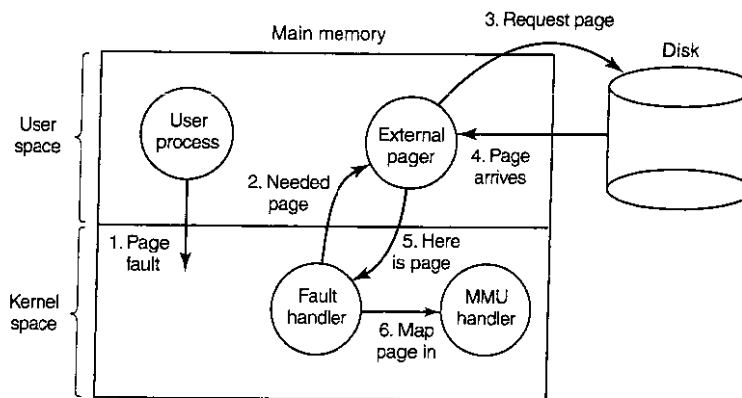 3. Request page
Main memory
Disk
User
space
User
process
External
pager
4. Page
arrives
2. Needed
page
1. Page
fault
5. Here
is page
Kernel
space
Fault
handler
MMU
handler
6. Map
page in